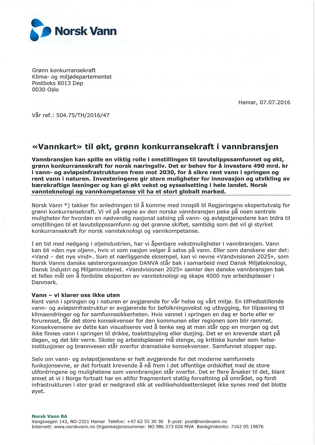 Norsk Vann
Grønn konkurransekraft
Klima- og miljødepartementet
Postboks 8013 Dep
0030 Oslo
Hamar, 07.07.2016
Vår ref.: 504.75/TH/2016/47
«Vannkart» til økt, grønn konkurransekraft i vannbransjen
Vannbransjen kan spille en viktig rolle i omstillingen til lavutslippssamfunnet og økt,
grønn konkurransekraft for norsk næringsliv. Det er behov for å investere 490 mrd. kr
i vann- og avløpsinfrastrukturen frem mot 2030, for å sikre rent vann i springen og
rent vann i naturen. Investeringene gir store muligheter for innovasjon og utvikling av
bærekraftige løsninger og kan gi økt vekst og sysselsetting i hele landet. Norsk
vannteknologi og vannkompetanse vil ha et stort globalt marked.
Norsk Vann *) takker for anledningen til å komme med innspill til Regjeringens ekspertutvalg for
grønn konkurransekraft. Vi vil på vegne av den norske vannbransjen peke på noen sentrale
muligheter for hvordan en nødvendig nasjonal satsing på vann- og avløpstjenestene kan bidra til
omstillingen til et lavutslippssamfunn og det grønne skiftet, samtidig som det vil gi styrket
konkurransekraft for norsk vannteknologi og vannkompetanse.
I en tid med nedgang i oljeindustrien, har vi åpenbare vekstmuligheter i vannbransjen. Vann
kan bli «den nye oljen», hvis vi som nasjon velger å satse på vann. Eller som danskene sier det:
«Vand – det nye vind». Som et nærliggende eksempel, kan vi nevne «Vandvisionen 2025», som
Norsk Vanns danske søsterorganisasjon DANVA står bak i samarbeid med Dansk Miljøteknologi,
Dansk Industri og Miljøministeriet. «Vandvisionen 2025» samler den danske vannbransjen bak
et felles mål om å fordoble eksporten av vannteknologi og skape 4000 nye arbeidsplasser i
Danmark.
Vann – vi klarer oss ikke uten
Rent vann i springen og i naturen er avgjørende for vår helse og vårt miljø. En tilfredsstillende
vann- og avløpsinfrastruktur er avgjørende for befolkningsvekst og utbygging, for tilpasning til
klimaendringer og for samfunnssikkerheten. Hvis vannet i springen en dag er borte eller er
forurenset, får det store konsekvenser for den kommunen eller regionen som blir rammet.
Konsekvensene av dette kan visualiseres ved å tenke seg at man står opp en morgen og det
ikke finnes vann i springen til drikke, toalettspyling eller dusjing. Det er en krevende start på
dagen, og det blir verre. Skoler og arbeidsplasser må stenge, og kritiske kunder som helse-
institusjoner og brannvesen står overfor dramatiske konsekvenser. Samfunnet stopper opp.
Selv om vann- og avløpstjenestene er helt avgjørende for det moderne samfunnets
funksjonsevne, er det fortsatt krevende å nå frem i det offentlige ordskiftet med de store
utfordringene og mulighetene som vannbransjen står overfor. Det er flere årsaker til det, blant
annet at vi i Norge fortsatt har en altfor fragmentert statlig forvaltning på området, og fordi
infrastrukturen i stor grad er nedgravd slik at vedlikeholdsetterslepet ikke synes med det blotte
øyet.
Norsk Vann BA
Vangsvegen 143, NO-2321 Hamar Telefon: +47 62 55 30 30 E-post: post@norskvann.no
Internett: www.norskvann.no Organisasjonsnummer: NO 986 273 026 MVA Bankgironummer: 7162 05 19876